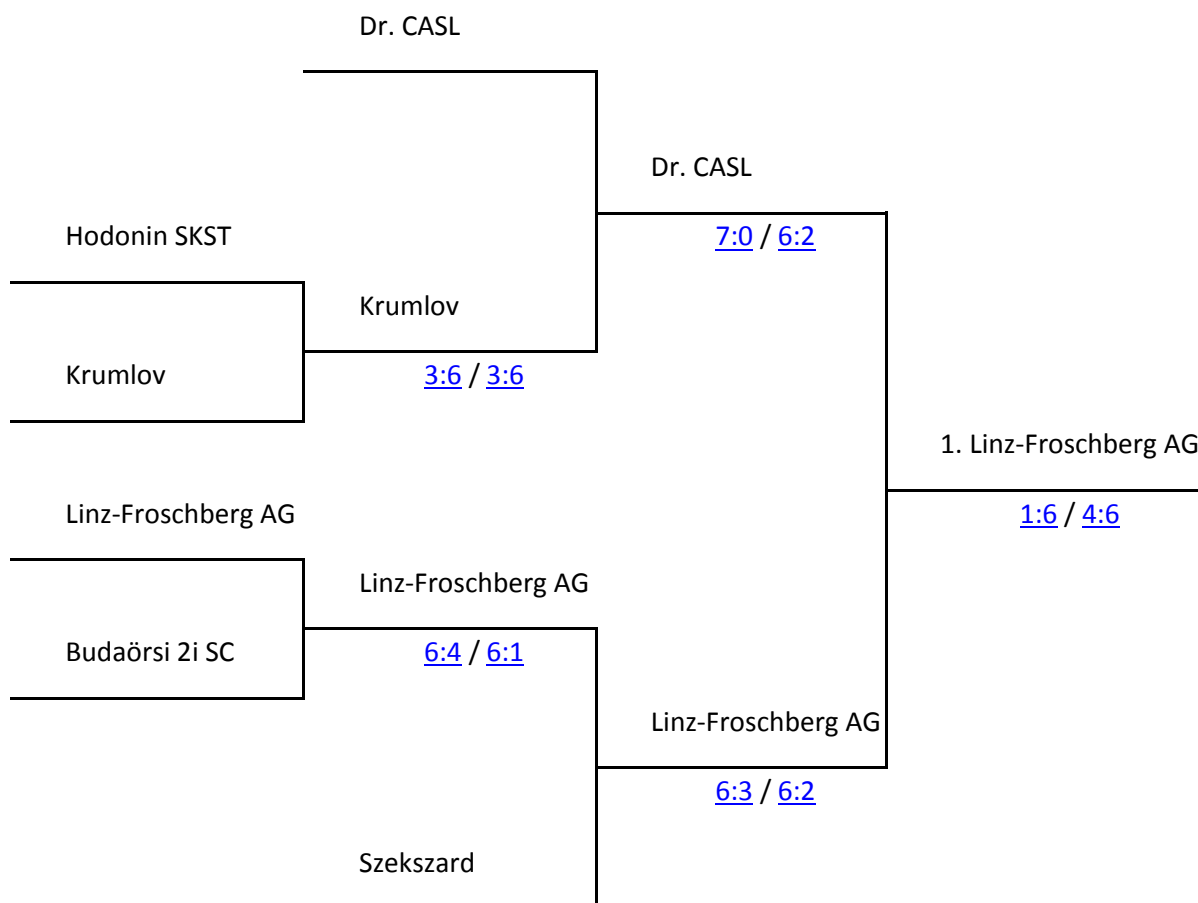 Dr. CASL
Dr. CASL
Hodonin SKST
7:0 / 6:2
Krumlov
Krumlov
3:6 / 3:6
1. Linz-Froschberg AG
Linz-Froschberg AG
1:6 / 4:6
Linz-Froschberg AG
Budaörsi 2i SC
6:4 / 6:1
Linz-Froschberg AG
6:3 / 6:2
Szekszard